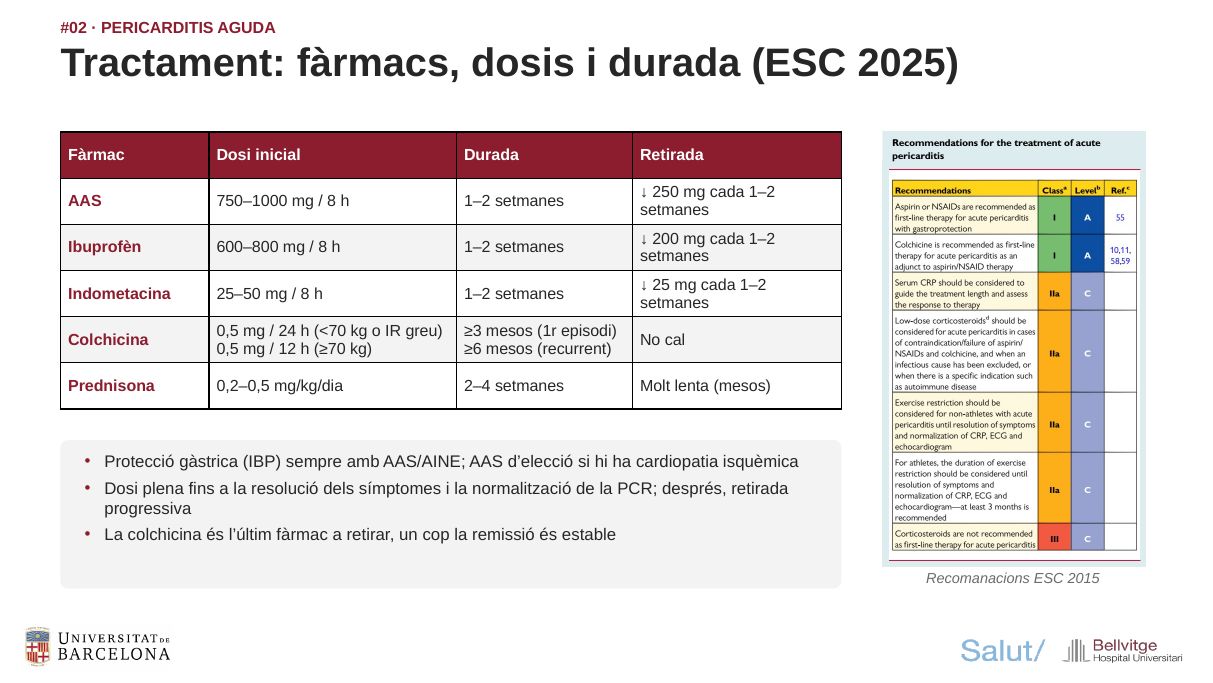 #02 · PERICARDITIS AGUDA
Tractament: fàrmacs, dosis i durada (ESC 2025)
Fàrmac Dosi inicial Durada Retirada
AAS 750–1000 mg / 8 h 1–2 setmanes ↓ 250 mg cada 1–2
setmanes
Ibuprofèn 600–800 mg / 8 h 1–2 setmanes ↓ 200 mg cada 1–2
setmanes
Indometacina 25–50 mg / 8 h 1–2 setmanes ↓ 25 mg cada 1–2
setmanes
Colchicina 0,5 mg / 24 h (<70 kg o IR greu) ≥3 mesos (1r episodi) No cal
0,5 mg / 12 h (≥70 kg) ≥6 mesos (recurrent)
Prednisona 0,2–0,5 mg/kg/dia 2–4 setmanes Molt lenta (mesos)
• Protecció gàstrica (IBP) sempre amb AAS/AINE; AAS d’elecció si hi ha cardiopatia isquèmica
• Dosi plena fins a la resolució dels símptomes i la normalització de la PCR; després, retirada
progressiva
• La colchicina és l’últim fàrmac a retirar, un cop la remissió és estable
Recommendations for the treatment of acute
pericarditis
Recommendations Classᵃ Levelᵇ Ref.ᶜ
Aspirin or NSAIDs are recommended as
first-line therapy for acute pericarditis I A 55
with gastroprotection
Colchicine is recommended as first-line
therapy for acute pericarditis as an I A 10,11,
adjunct to aspirin/NSAID therapy 58,59
Serum CRP should be considered to
guide the treatment length and assess IIa C
the response to therapy
Low-dose corticosteroidsᵈ should be
considered for acute pericarditis in cases
of contraindication/failure of aspirin/
NSAIDs and colchicine, and when an IIa C
infectious cause has been excluded, or
when there is a specific indication such
as autoimmune disease
Exercise restriction should be
considered for non-athletes with acute
pericarditis until resolution of symptoms IIa C
and normalization of CRP, ECG and
echocardiogram
For athletes, the duration of exercise
restriction should be considered until
resolution of symptoms and IIa C
normalization of CRP, ECG and
echocardiogram—at least 3 months is
recommended
Corticosteroids are not recommended III C
as first-line therapy for acute pericarditis
Recomanacions ESC 2015
UNIVERSITAT DE
BARCELONA
Salut/
Bellvitge
Hospital Universitari